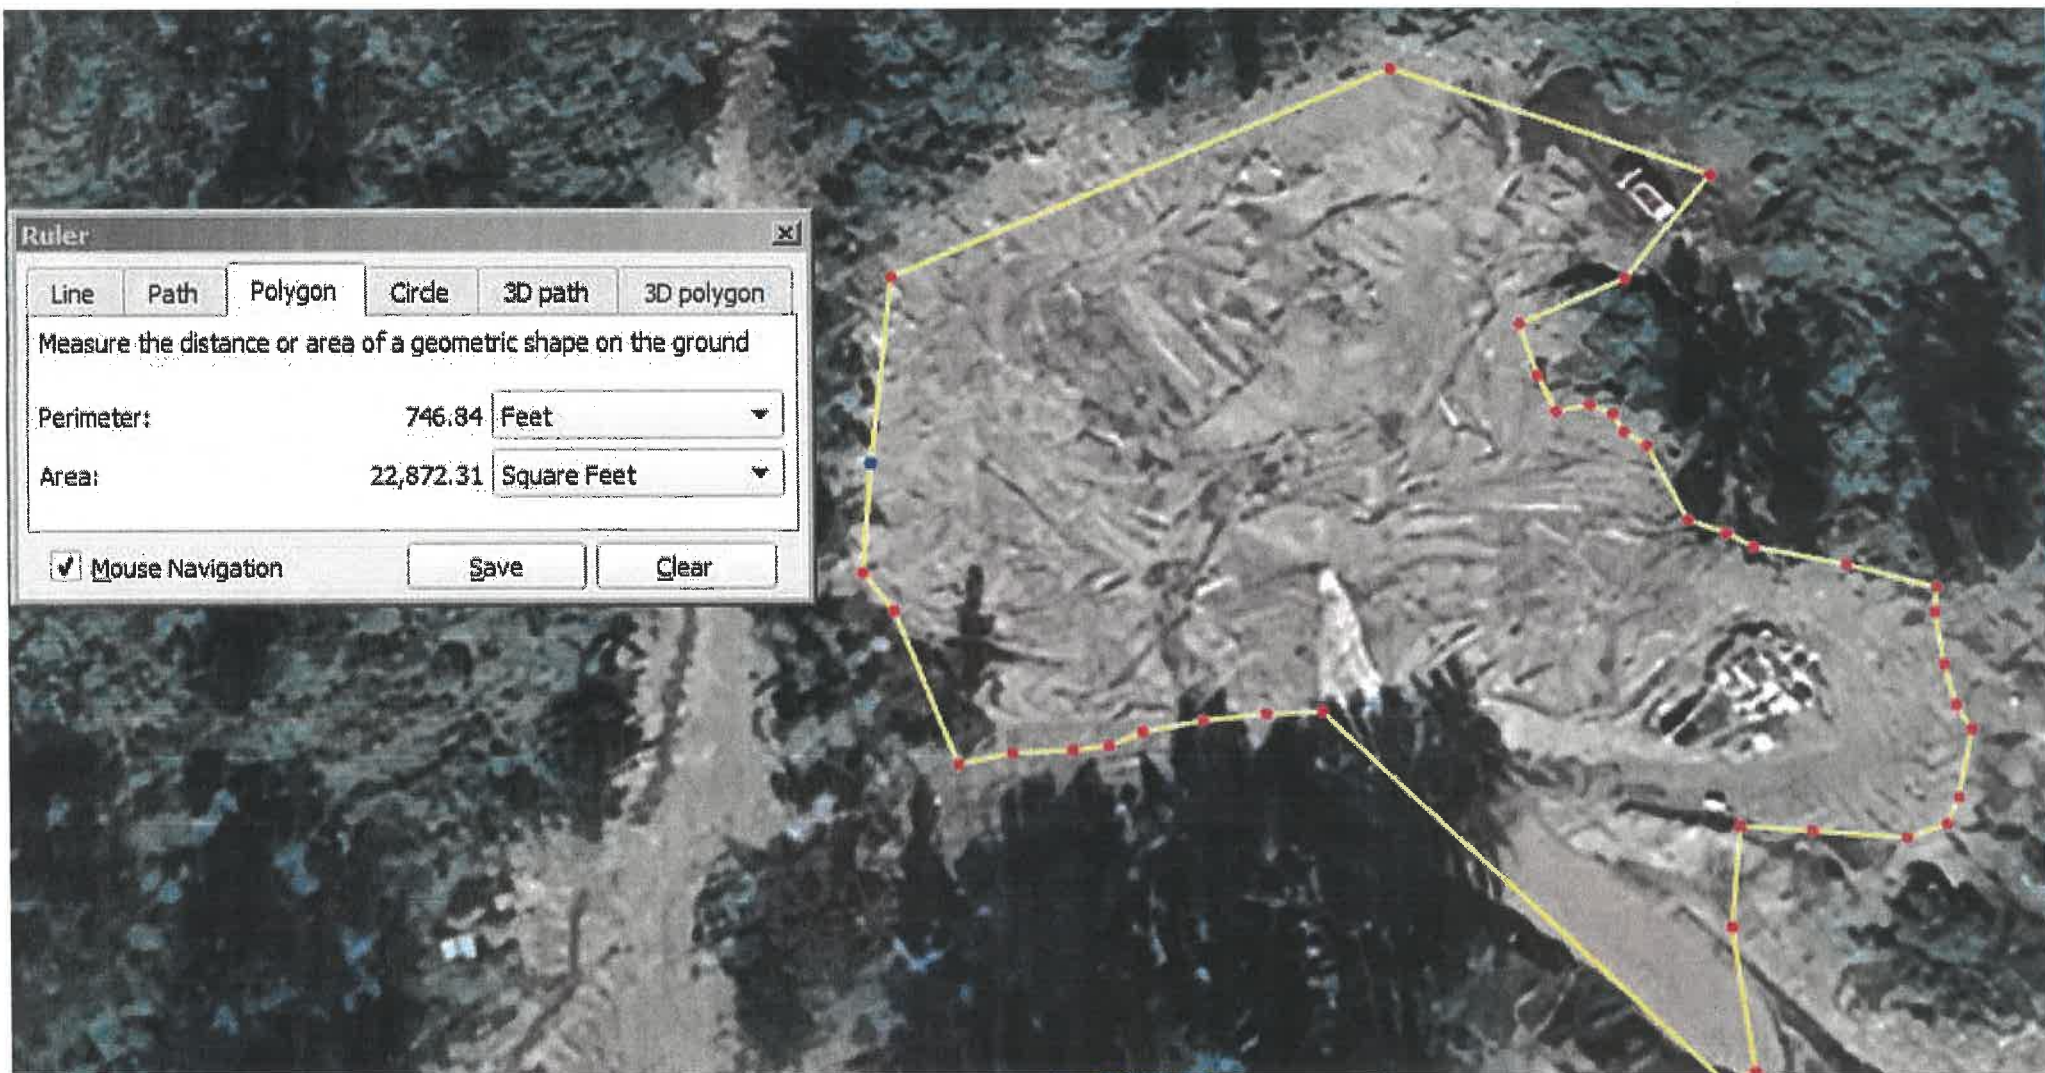 Ruler
Line Path Polygon Circle 3D path 3D polygon
Measure the distance or area of a geometric shape on the ground
Perimeter: 746.84 Feet
Area: 22,872.31 Square Feet
Mouse Navigation Save Clear